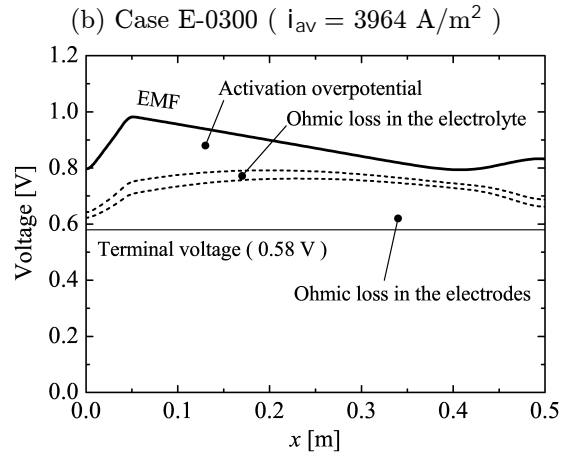 (b) Case E-0300 ( i_av = 3964 A/m² )
1.2
1.0
0.8
0.6
0.4
0.2
0.0
Voltage [V]
EMF
Activation overpotential
Ohmic loss in the electrolyte
Terminal voltage ( 0.58 V )
Ohmic loss in the electrodes
0.0 0.1 0.2 0.3 0.4 0.5
x [m]